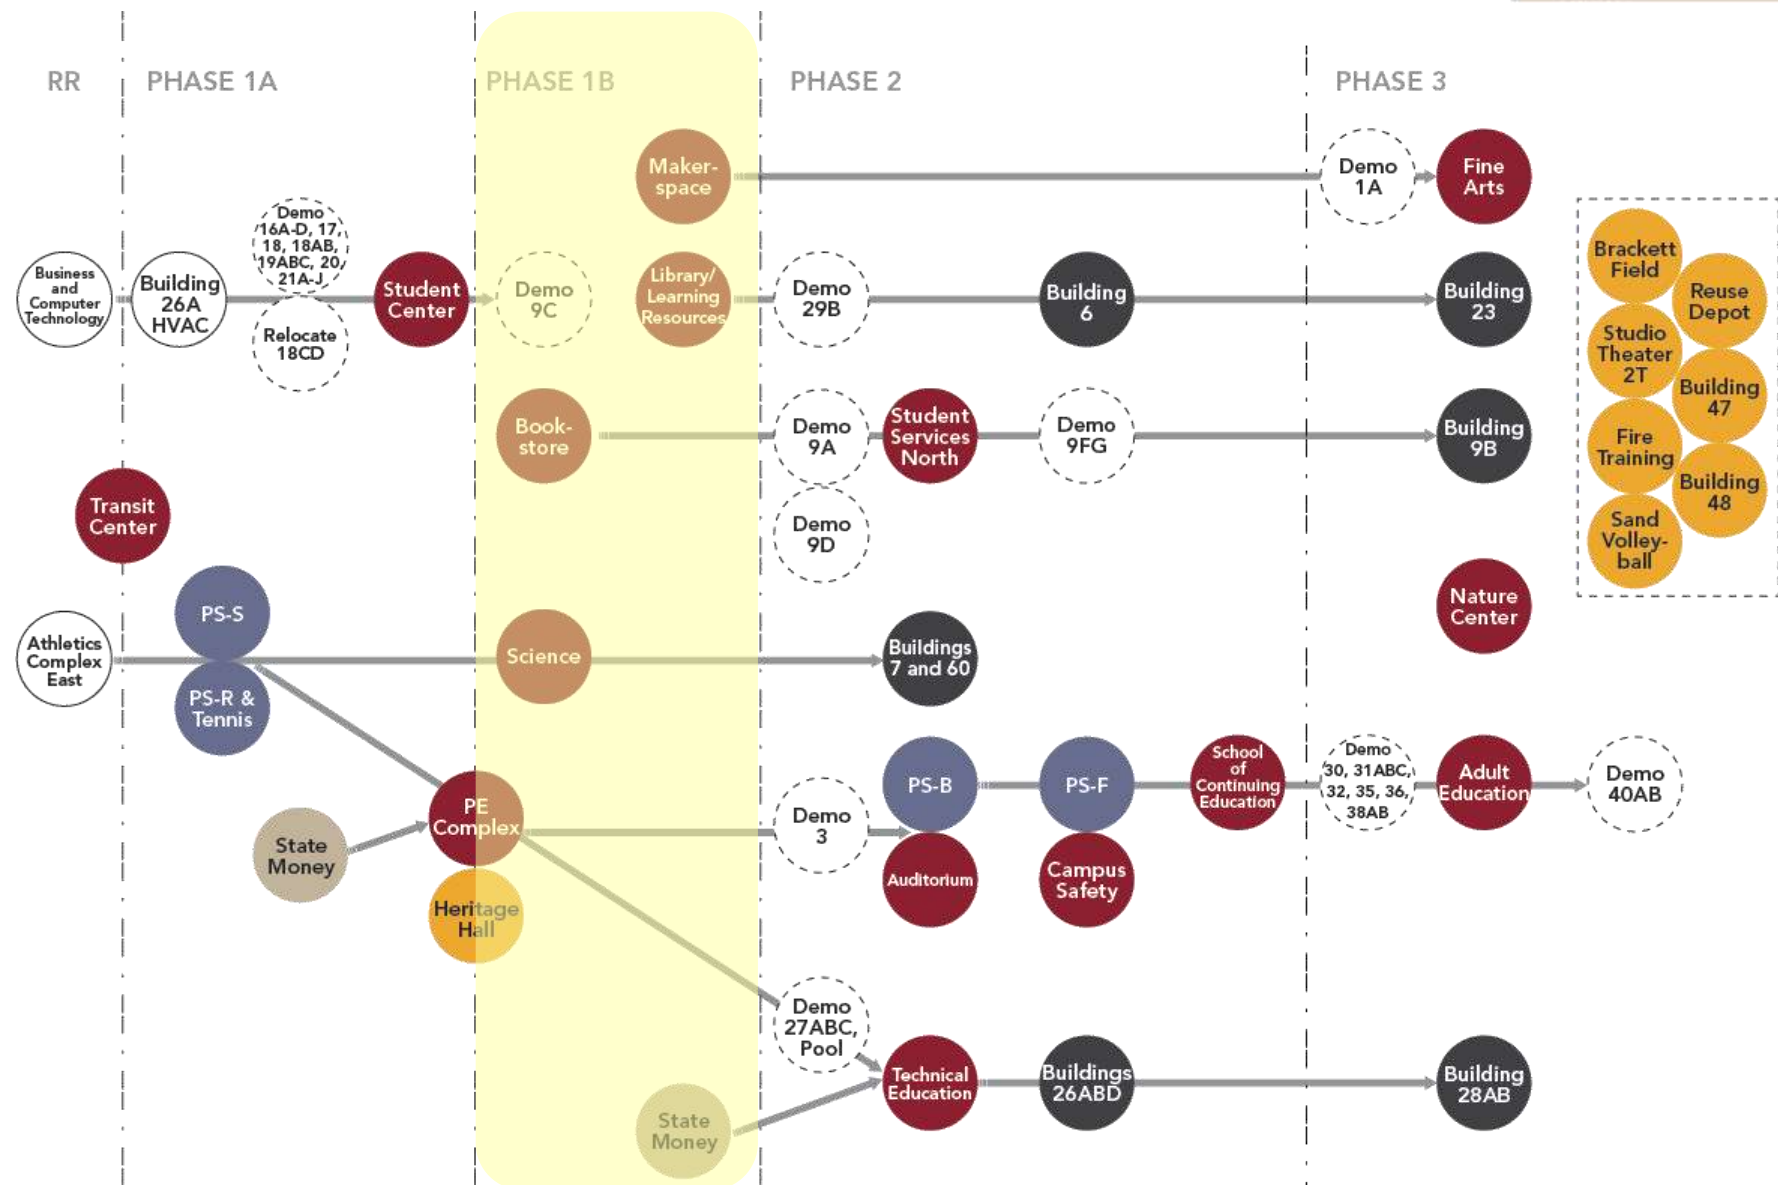 RR
PHASE 1A
PHASE 1B
PHASE 2
PHASE 3
Maker-
space
Demo
1A
Fine
Arts
Business
and
Computer
Technology
Building
26A
HVAC
Demo
16A-D, 17,
18, 18AB,
19ABC, 20,
21A-J
Relocate
18CD
Student
Center
Demo
9C
Library/
Learning
Resources
Demo
29B
Building
6
Building
23
Book-
store
Demo
9A
Student
Services
North
Demo
9FG
Building
9B
Demo
9D
Transit
Center
Brackett
Field
Reuse
Depot
Studio
Theater
2T
Building
47
Fire
Training
Building
48
Sand
Volley-
ball
Nature
Center
Athletics
Complex
East
PS-S
PS-R &
Tennis
Science
Buildings
7 and 60
State
Money
PE
Complex
Heritage
Hall
Demo
3
PS-B
Auditorium
PS-F
Campus
Safety
School
of
Continuing
Education
Demo
30, 31ABC,
32, 35, 36,
38AB
Adult
Education
Demo
40AB
Demo
27ABC,
Pool
State
Money
Technical
Education
Buildings
26ABD
Building
28AB